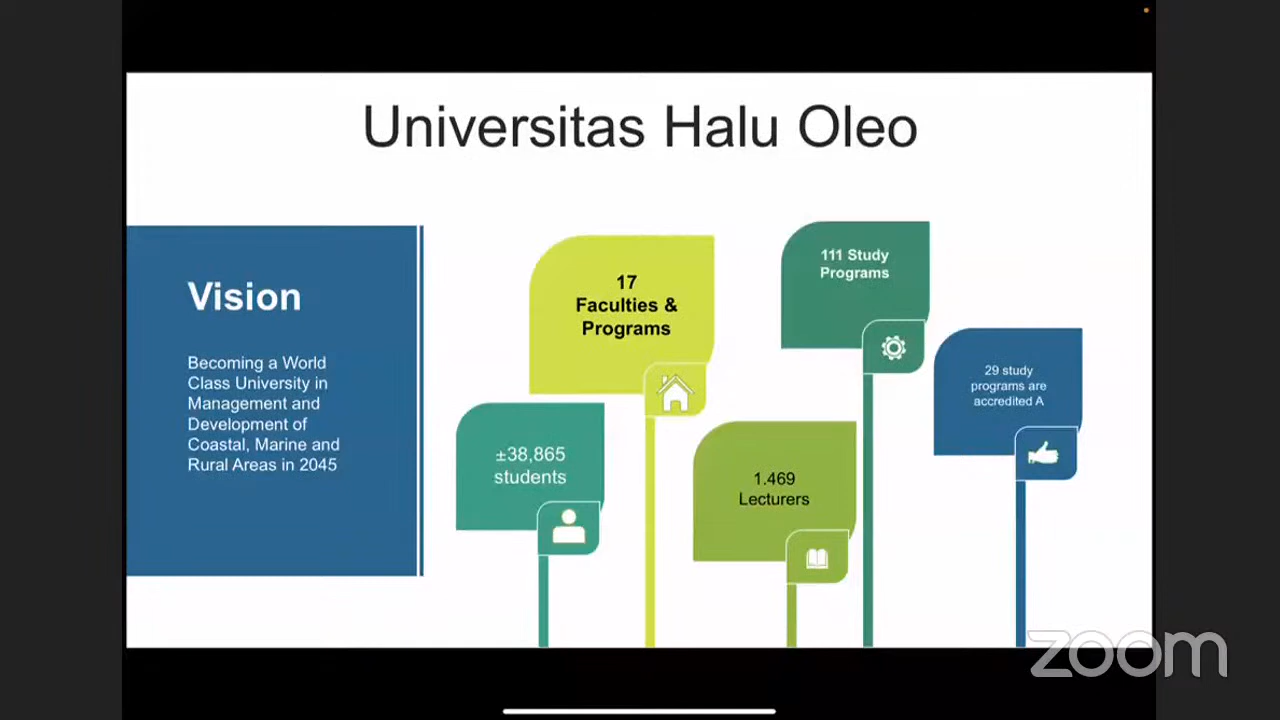 Universitas Halu Oleo
Vision
Becoming a World
Class University in
Management and
Development of
Coastal, Marine and
Rural Areas in 2045
17
Faculties &
Programs
111 Study
Programs
29 study
programs are
accredited A
±38,865
students
1.469
Lecturers
zoom